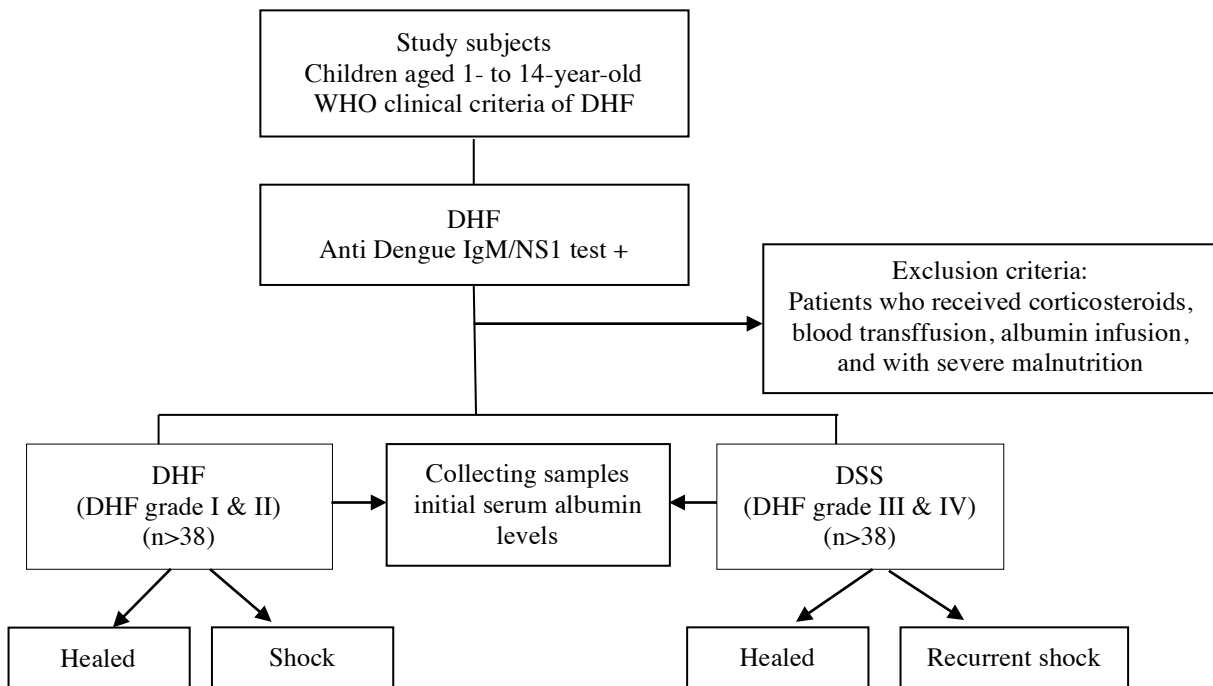 Study subjects
Children aged 1- to 14-year-old
WHO clinical criteria of DHF
DHF
Anti Dengue IgM/NS1 test +
Exclusion criteria:
Patients who received corticosteroids,
blood transffusion, albumin infusion,
and with severe malnutrition
DHF
(DHF grade I & II)
(n>38)
Collecting samples
initial serum albumin
levels
DSS
(DHF grade III & IV)
(n>38)
Healed
Shock
Healed
Recurrent shock